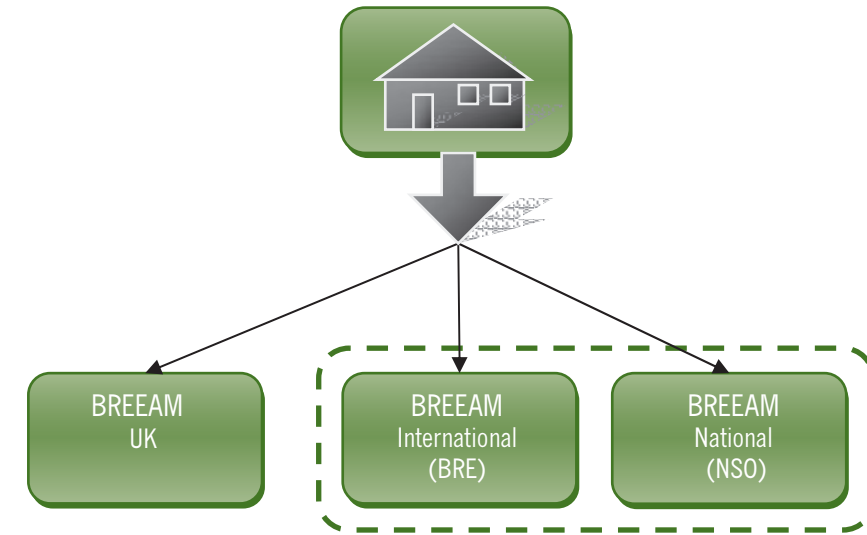 BREEAM
UK
BREEAM
International
(BRE)
BREEAM
National
(NSO)